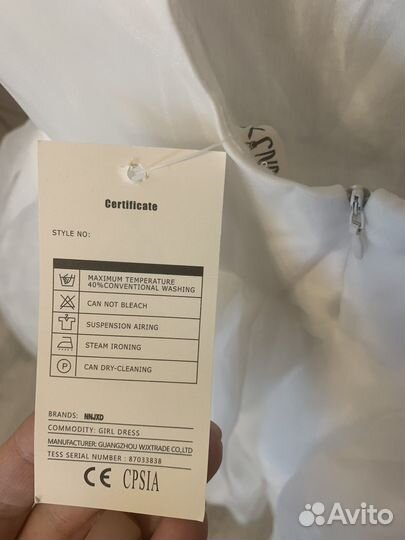 Certificate
STYLE NO:
MAXIMUM TEMPERATURE
40%CONVENTIONAL WASHING
CAN NOT BLEACH
SUSPENSION AIRING
STEAM IRONING
P
CAN DRY-CLEANING
BRANDS: NNJXD
COMMODITY: GIRL DRESS
MANUFACTURER: GUANGZHOU WJXTRADE CO.,LTD
TESS SERIAL NUMBER : 87033838
CE CPSIA
Avito